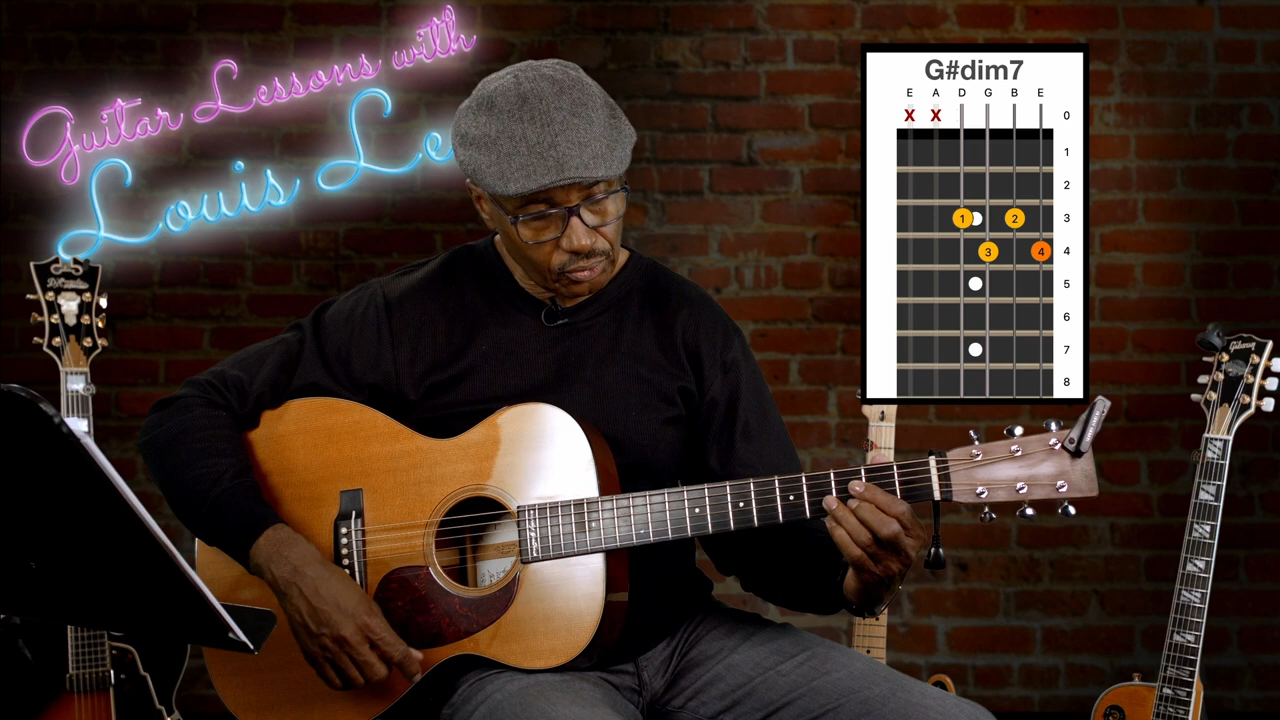 Guitar Lessons with
Louis Le
G#dim7
E A D G B E
X X 0
1
2
1 2 3
3 4 4
5
6
7
8
Gibson